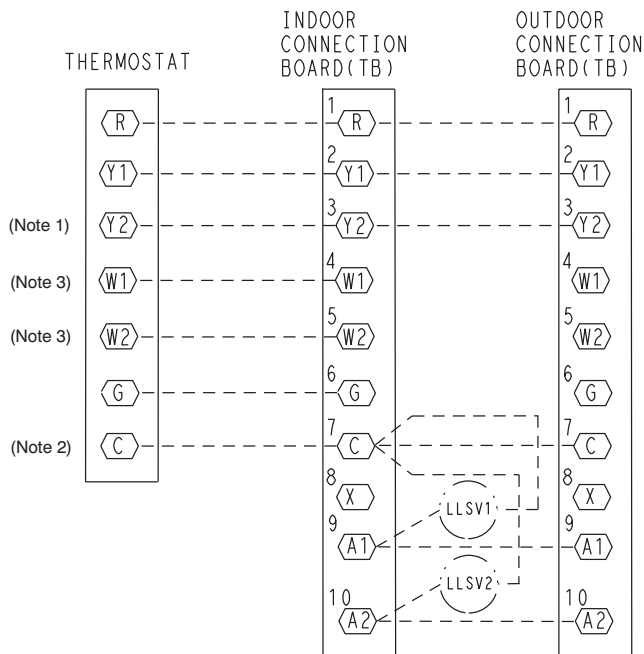 THERMOSTAT
INDOOR
CONNECTION
BOARD(TB)
OUTDOOR
CONNECTION
BOARD(TB)
R 1 R 1 R
Y1 2 Y1 2 Y1
(Note 1) Y2 3 Y2 3 Y2
(Note 3) W1 4 W1 4 W1
(Note 3) W2 5 W2 5 W2
G 6 G 6 G
(Note 2) C 7 C 7 C
8 X 8 X
LLSV1
9 A1 9 A1
LLSV2
10 A2 10 A2